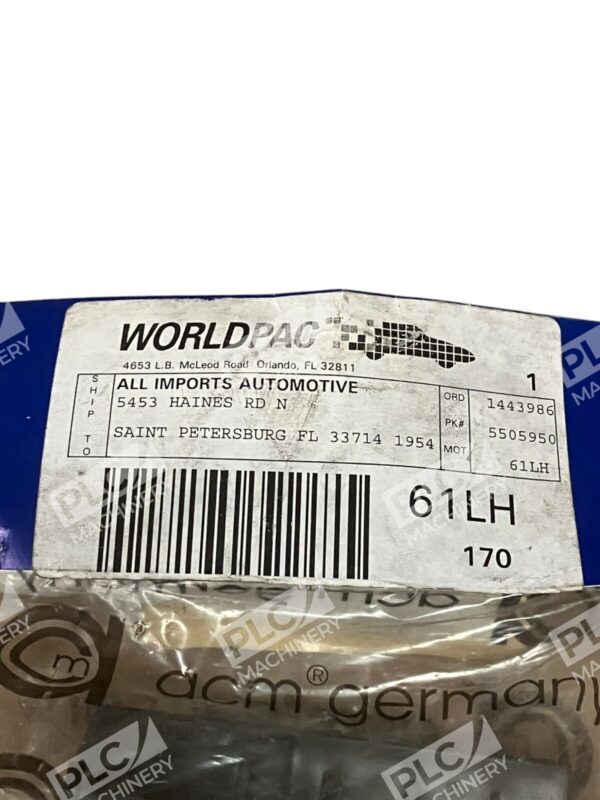 WORLDPAC
4653 L.B. McLeod Road Orlando, FL 32811
1
SHIP TO
ALL IMPORTS AUTOMOTIVE
5453 HAINES RD N
SAINT PETERSBURG FL 33714 1954
ORD 1443986
PK# 5505950
MOT 61LH
61LH
170
acm
a m acm® germany
PLC MACHINERY